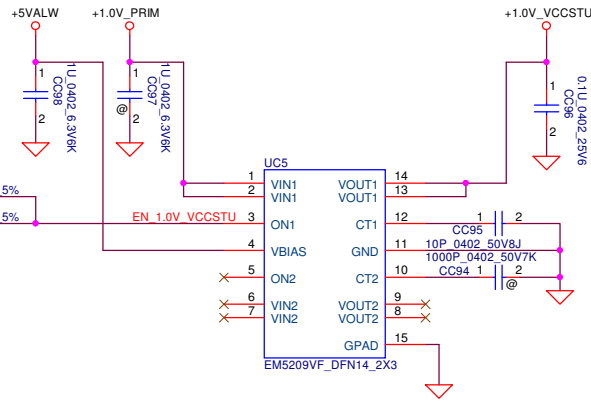 +5VALW
+1.0V_PRIM
+1.0V_VCCSTU
1
2
CC98
1U_0402_6.3V6K
1
@
2
CC97
1U_0402_6.3V6K
1
2
CC96
0.1U_0402_25V6
UC5
1 VIN1 VOUT1 14
2 VIN1 VOUT1 13
5%
5%
EN_1.0V_VCCSTU 3 ON1 CT1 12 1 2
CC95
10P_0402_50V8J
4 VBIAS GND 11
1000P_0402_50V7K
5 ON2 CT2 10 CC94 1 2
@
6 VIN2 VOUT2 9
7 VIN2 VOUT2 8
GPAD 15
EM5209VF_DFN14_2X3